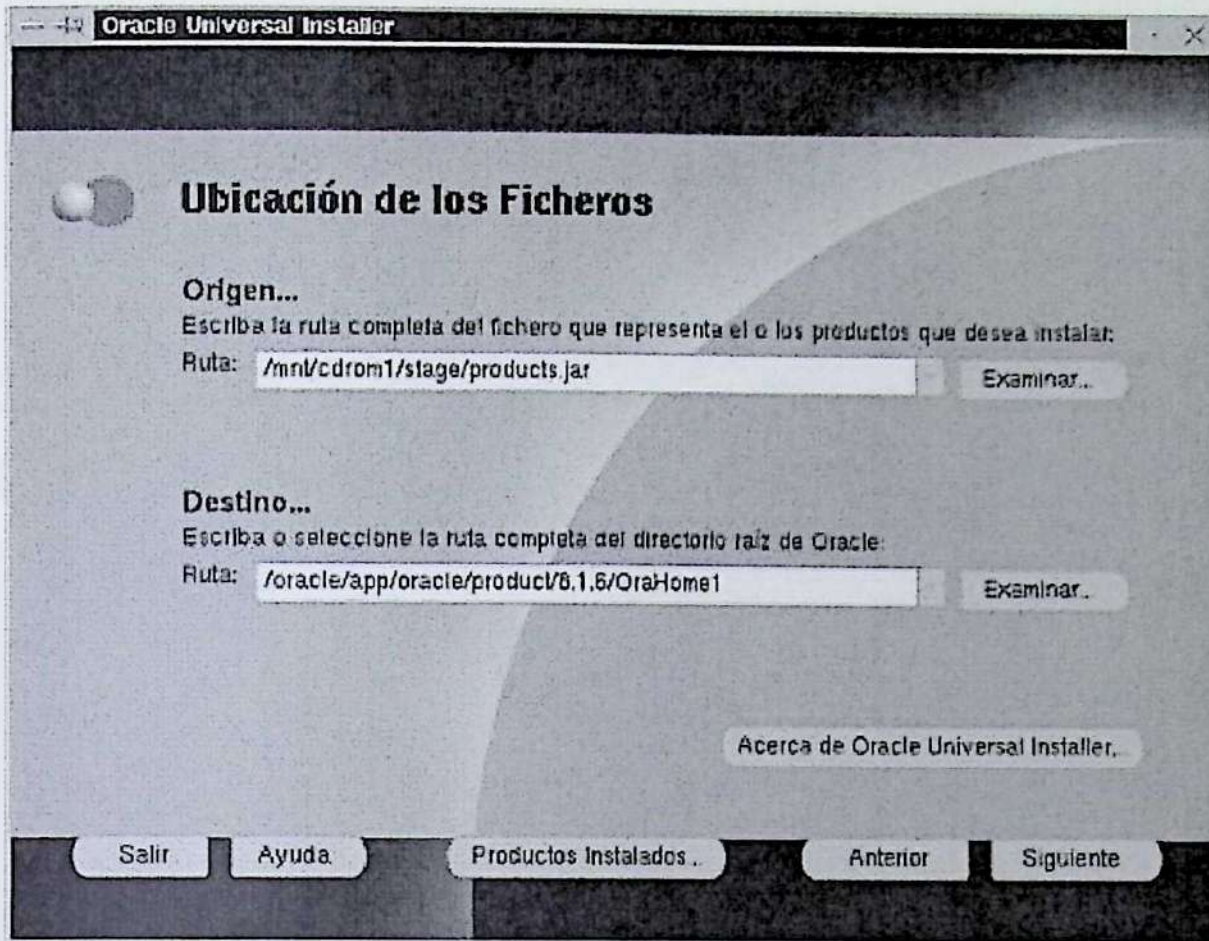 Oracle Universal Installer
Ubicación de los Ficheros
Origen...
Escriba la ruta completa del fichero que representa el o los productos que desea instalar:
Ruta: /mnt/cdrom1/stage/products.jar Examinar...
Destino...
Escriba o seleccione la ruta completa del directorio raíz de Oracle:
Ruta: /oracle/app/oracle/product/8.1.6/OraHome1 Examinar...
Acerca de Oracle Universal Installer...
Salir Ayuda Productos Instalados... Anterior Siguiente